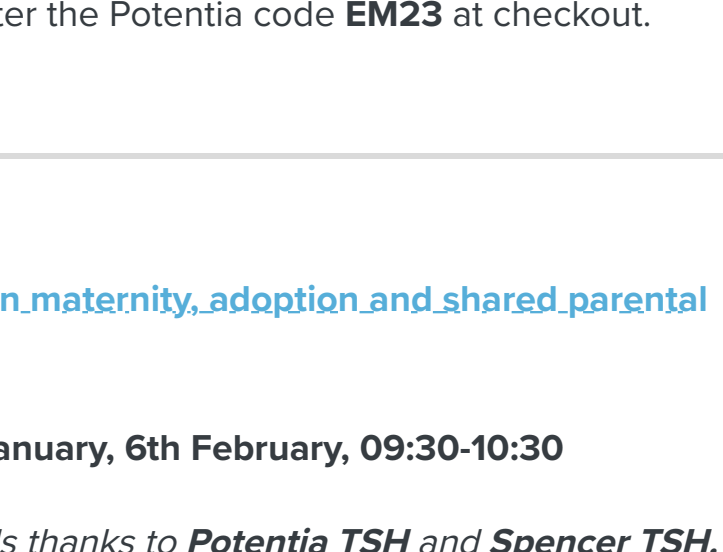 ter the Potentia code EM23 at checkout.
n maternity, adoption and shared parental
anuary, 6th February, 09:30-10:30
s thanks to Potentia TSH and Spencer TSH.